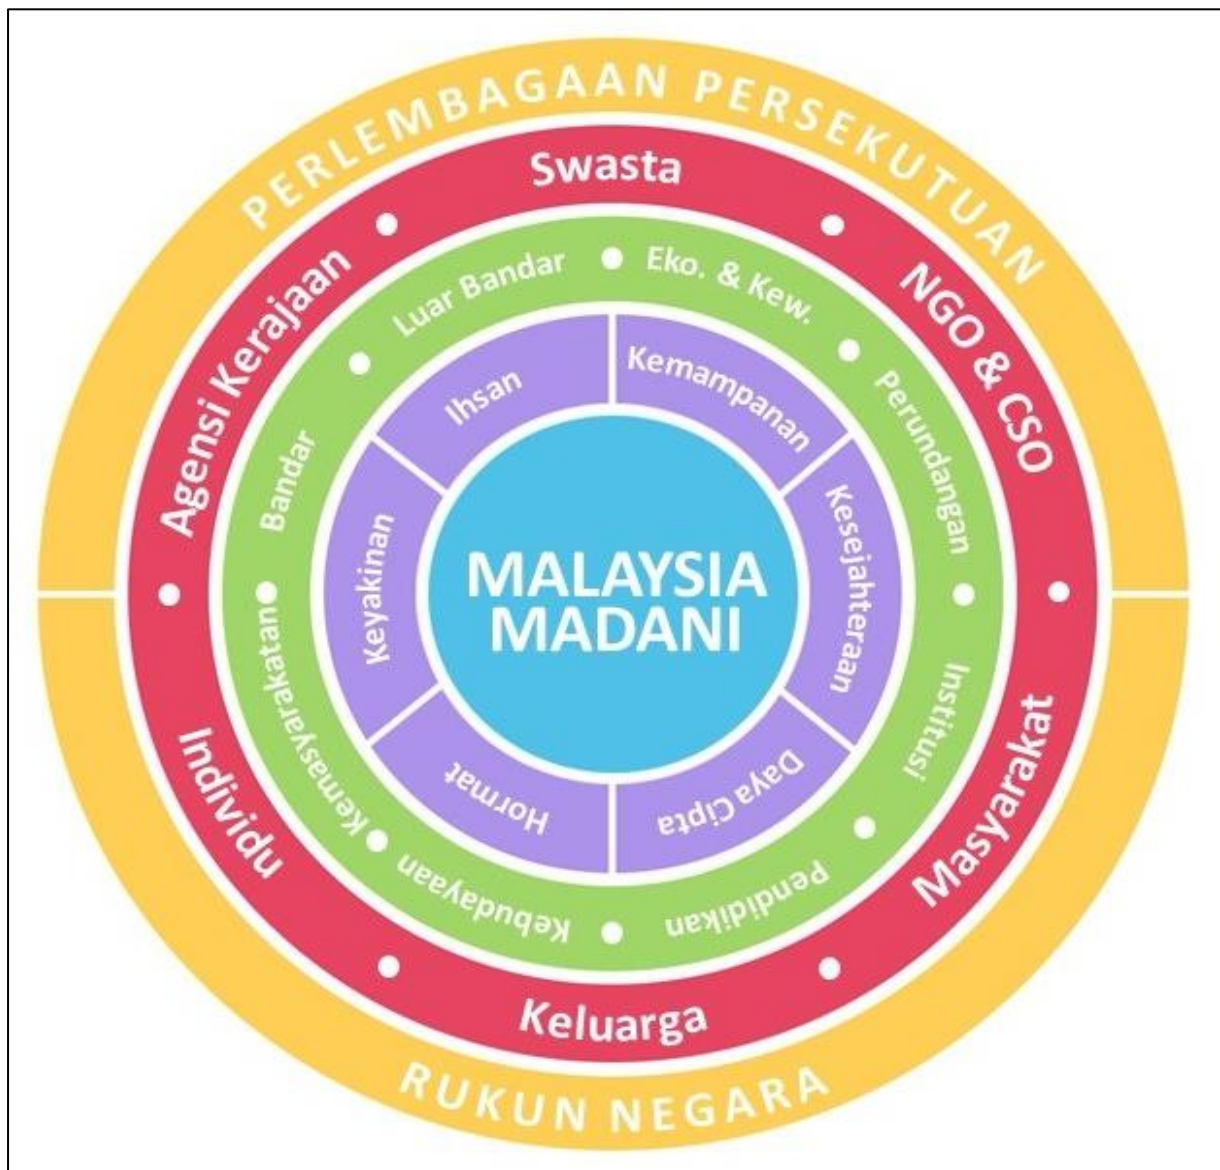 PERLEMBAGAAN PERSEKUTUAN
Swasta
NGO & CSO
Masyarakat
Keluarga
Individu
Agensi Kerajaan
Eko. & Kew.
Perundangan
Institusi
Pendidikan
Kebudayaan
Kemasyarakatan
Bandar
Luar Bandar
Kemampanan
Kesejahteraan
Daya Cipta
Hormat
Keyakinan
Ihsan
MALAYSIA
MADANI
RUKUN NEGARA